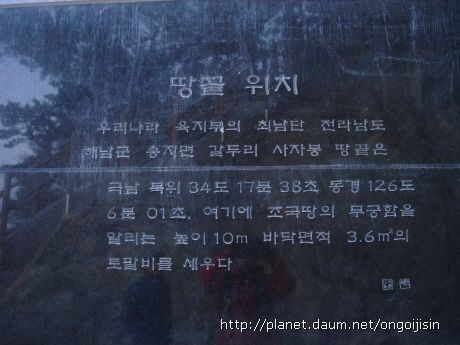 땅끝 위치
우리나라 육지부의 최남단 전라남도
해남군 송지면 갈두리 사자봉 땅끝은
극남 북위 34도 17분 38초 동경 126도
6분 01초. 여기에 조국땅의 무궁함을
알리는 높이 10m 바닥면적 3.6㎡의
토말비를 세우다
http://planet.daum.net/ongoijisin